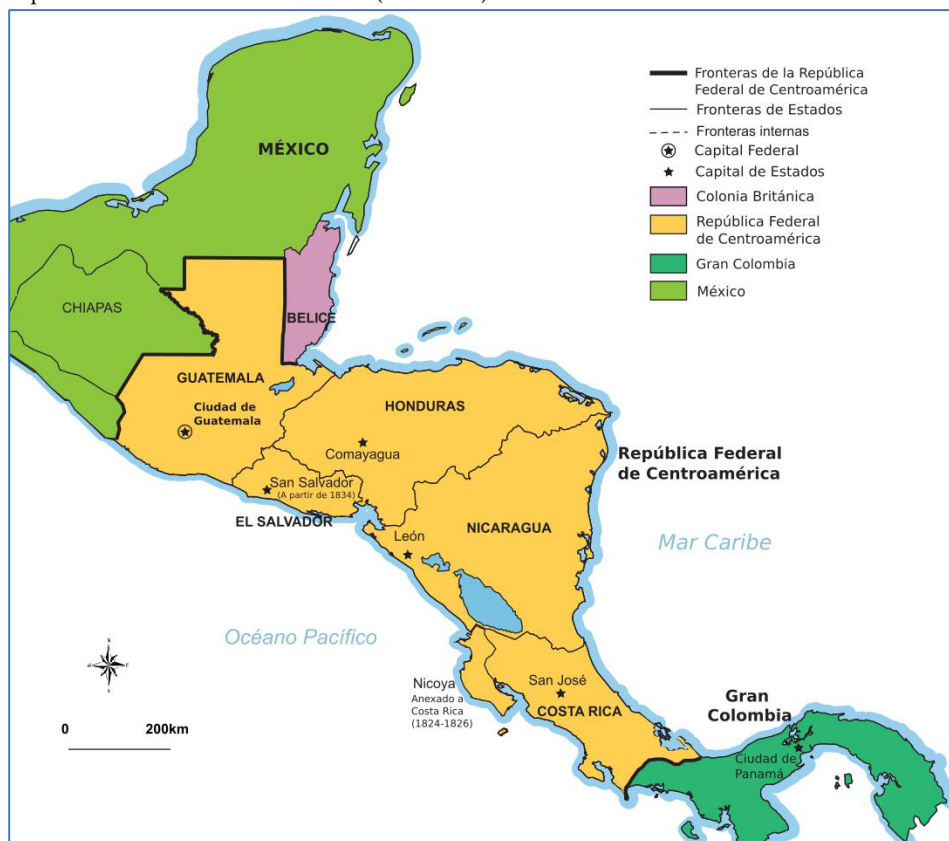 Fronteras de la República
Federal de Centroamérica
Fronteras de Estados
Fronteras internas
Capital Federal
Capital de Estados
Colonia Británica
República Federal
de Centroamérica
Gran Colombia
México
MÉXICO
CHIAPAS
BELICE
GUATEMALA
Ciudad de
Guatemala
HONDURAS
Comayagua
San Salvador
(A partir de 1834)
EL SALVADOR
República Federal
de Centroamérica
NICARAGUA
León
Mar Caribe
Océano Pacífico
Nicoya
Anexado a
Costa Rica
(1824-1826)
San José
COSTA RICA
Gran
Colombia
Ciudad de
Panamá
0 200km